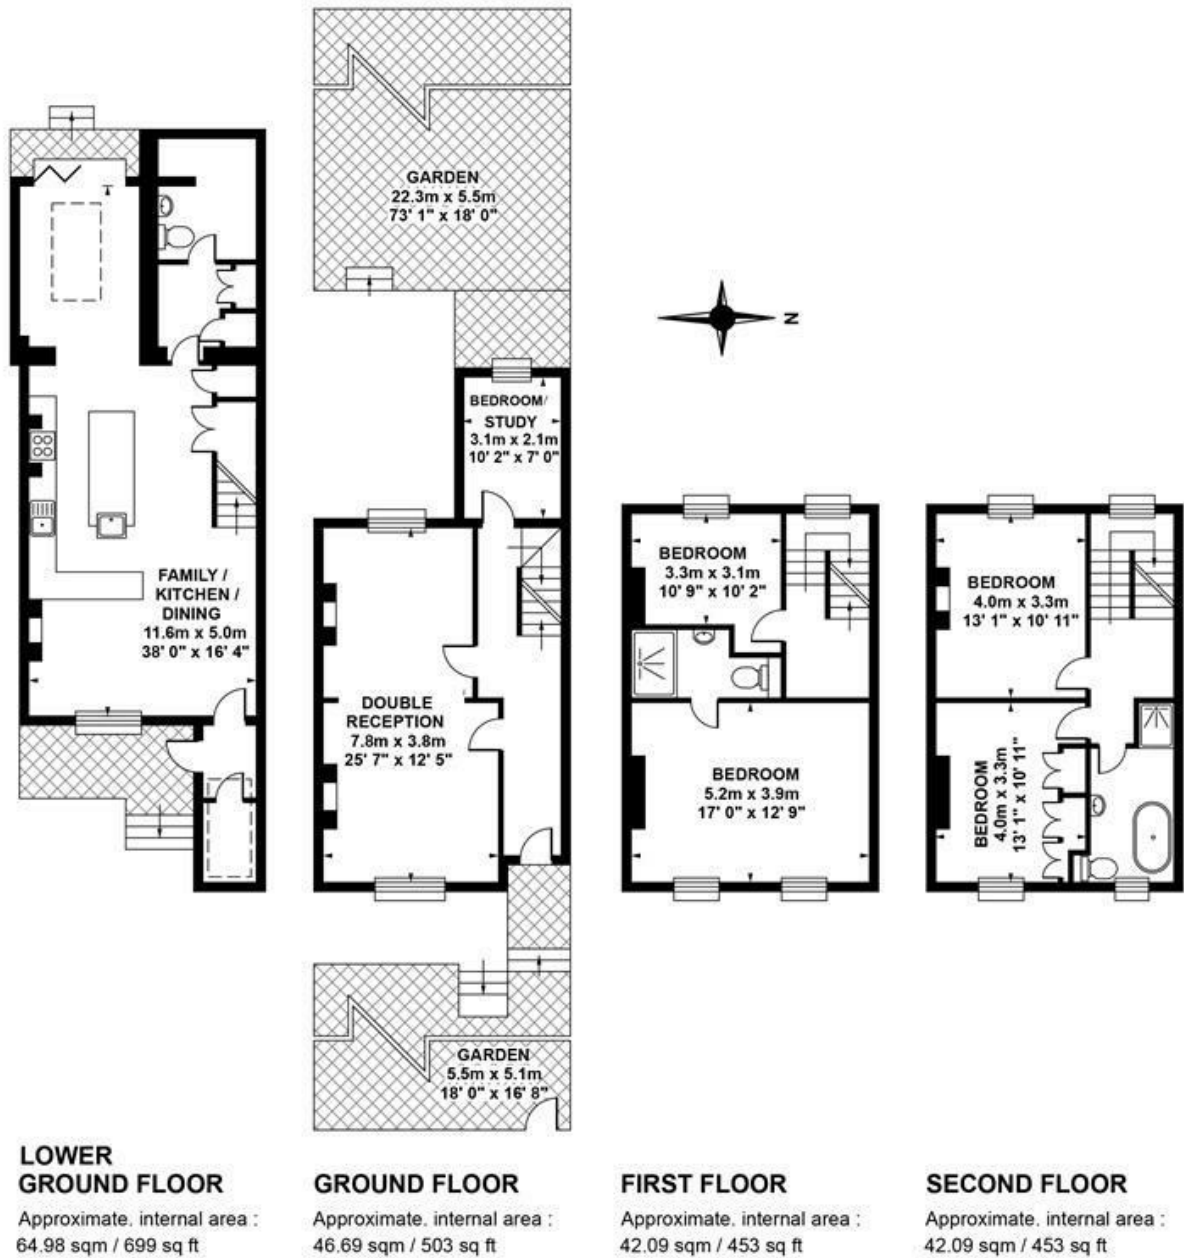 GARDEN
22.3m x 5.5m
73' 1" x 18' 0"
N
BEDROOM/
STUDY
3.1m x 2.1m
10' 2" x 7' 0"
FAMILY /
KITCHEN /
DINING
11.6m x 5.0m
38' 0" x 16' 4"
DOUBLE
RECEPTION
7.8m x 3.8m
25' 7" x 12' 5"
BEDROOM
3.3m x 3.1m
10' 9" x 10' 2"
BEDROOM
5.2m x 3.9m
17' 0" x 12' 9"
BEDROOM
4.0m x 3.3m
13' 1" x 10' 11"
BEDROOM
4.0m x 3.3m
13' 1" x 10' 11"
GARDEN
5.5m x 5.1m
18' 0" x 16' 8"
LOWER
GROUND FLOOR
Approximate. internal area :
64.98 sqm / 699 sq ft
GROUND FLOOR
Approximate. internal area :
46.69 sqm / 503 sq ft
FIRST FLOOR
Approximate. internal area :
42.09 sqm / 453 sq ft
SECOND FLOOR
Approximate. internal area :
42.09 sqm / 453 sq ft